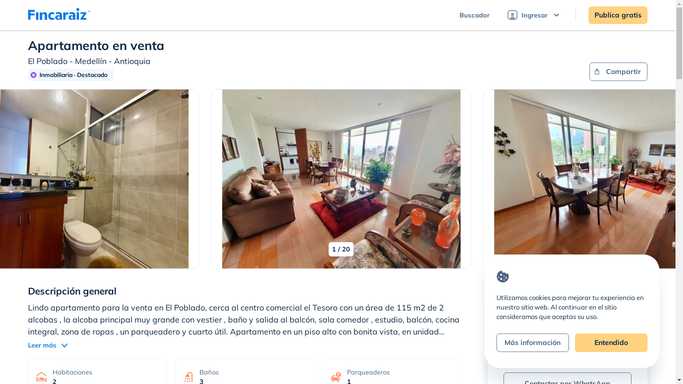 Fincaraiz
Buscador
Ingresar
Publica gratis
Apartamento en venta
El Poblado - Medellín - Antioquia
Inmobiliaria · Destacado
Compartir
1 / 20
Descripción general
Lindo apartamento para la venta en El Poblado, cerca al centro comercial el Tesoro con un área de 115 m2 de 2
alcobas , la alcoba principal muy grande con vestier , baño y salida al balcón, sala comedor , estudio, balcón, cocina
integral, zona de ropas , un parqueadero y cuarto útil. Apartamento en un piso alto con bonita vista, en unidad...
Leer más
Habitaciones
2
Baños
3
Parqueaderos
1
Utilizamos cookies para mejorar tu experiencia en
nuestro sitio web. Al continuar en el sitio
consideramos que aceptas su uso.
Más información
Entendido
Contactar por WhatsApp